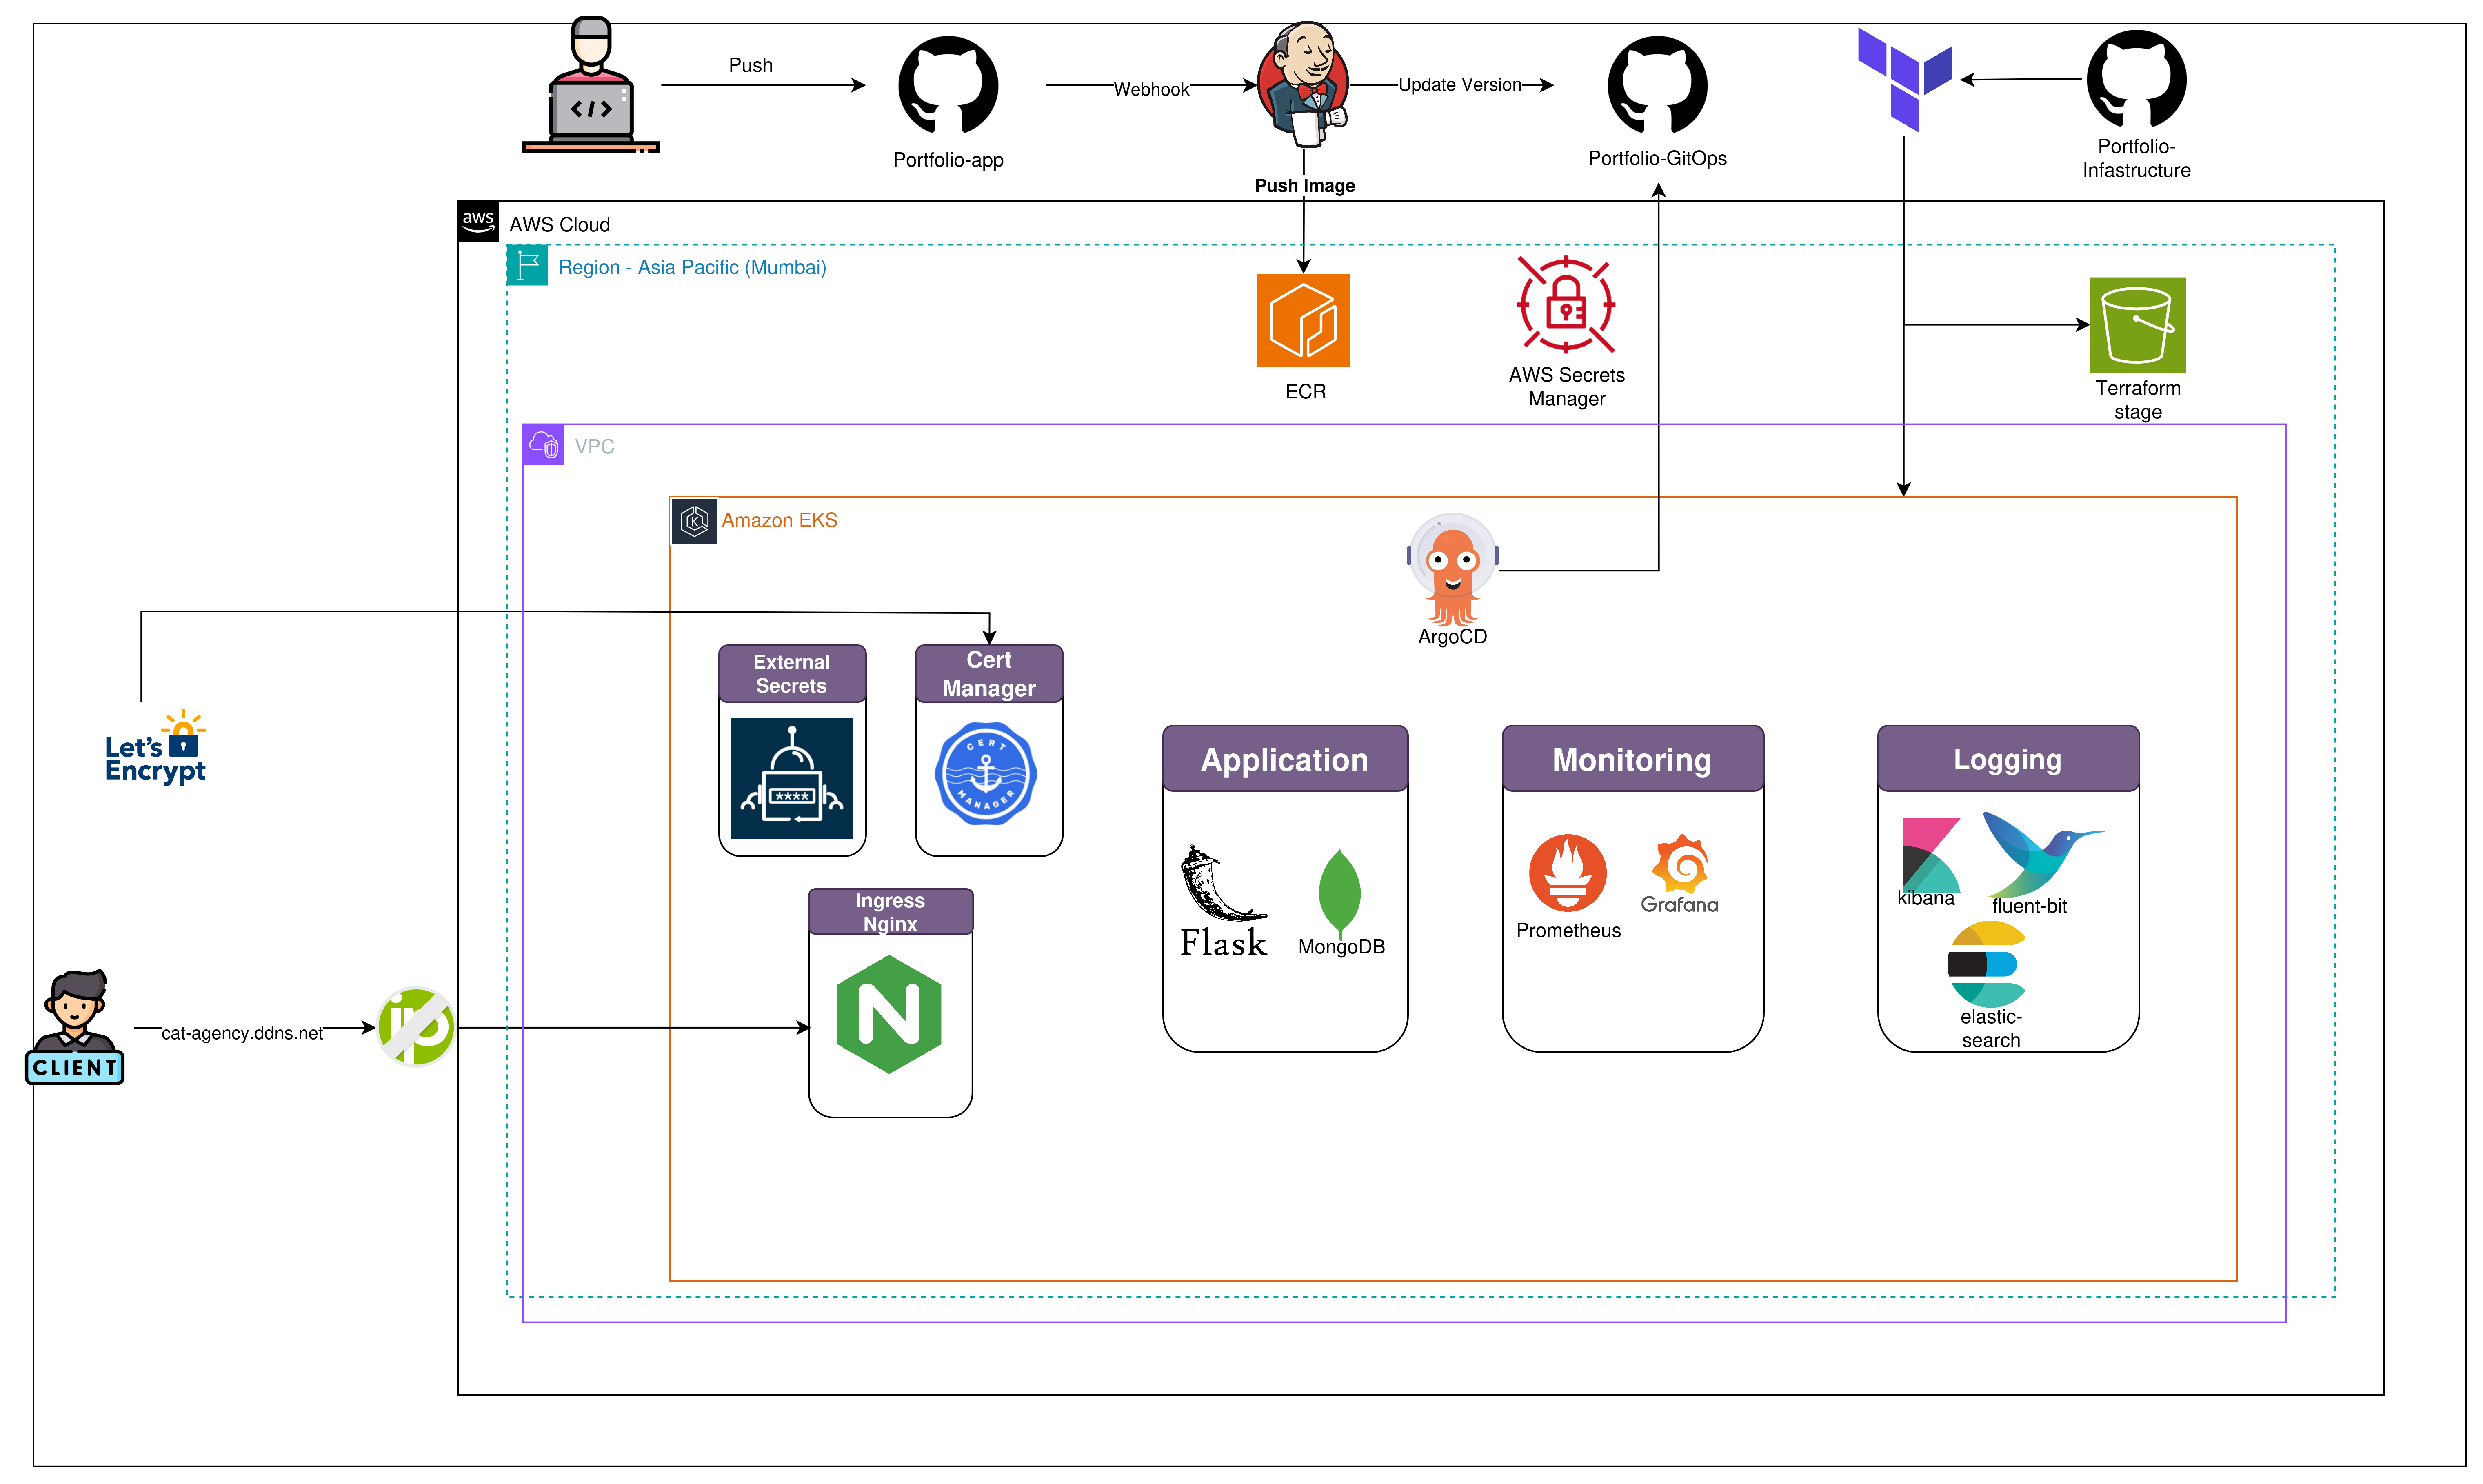 Push
Webhook
Update Version
Portfolio-app
Portfolio-GitOps
Portfolio-
Infastructure
Push Image
aws
AWS Cloud
Region - Asia Pacific (Mumbai)
ECR
AWS Secrets
Manager
Terraform
stage
VPC
Amazon EKS
K
ArgoCD
External
Secrets
****
Cert
Manager
CERT
MANAGER
Let's
Encrypt
Application
Flask
MongoDB
Monitoring
Prometheus
Grafana
Logging
kibana
fluent-bit
elastic-
search
Ingress
Nginx
N
CLIENT
cat-agency.ddns.net
ip